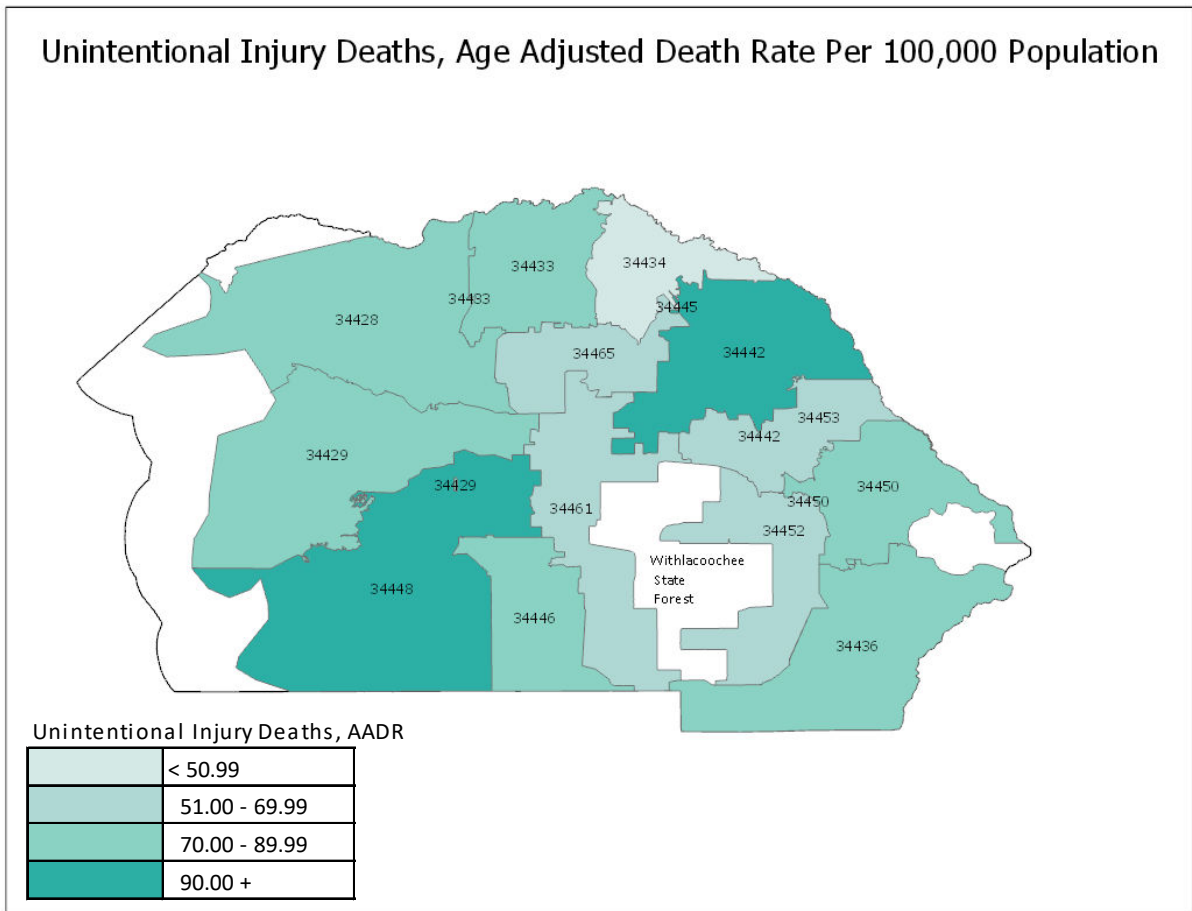 Unintentional Injury Deaths, Age Adjusted Death Rate Per 100,000 Population
34433
34434
34433
34445
34428
34465
34442
34453
34442
34429
34429
34450
34450
34461
34452
Withlacoochee
State
Forest
34448
34446
34436
Unintentional Injury Deaths, AADR
< 50.99
51.00 - 69.99
70.00 - 89.99
90.00 +